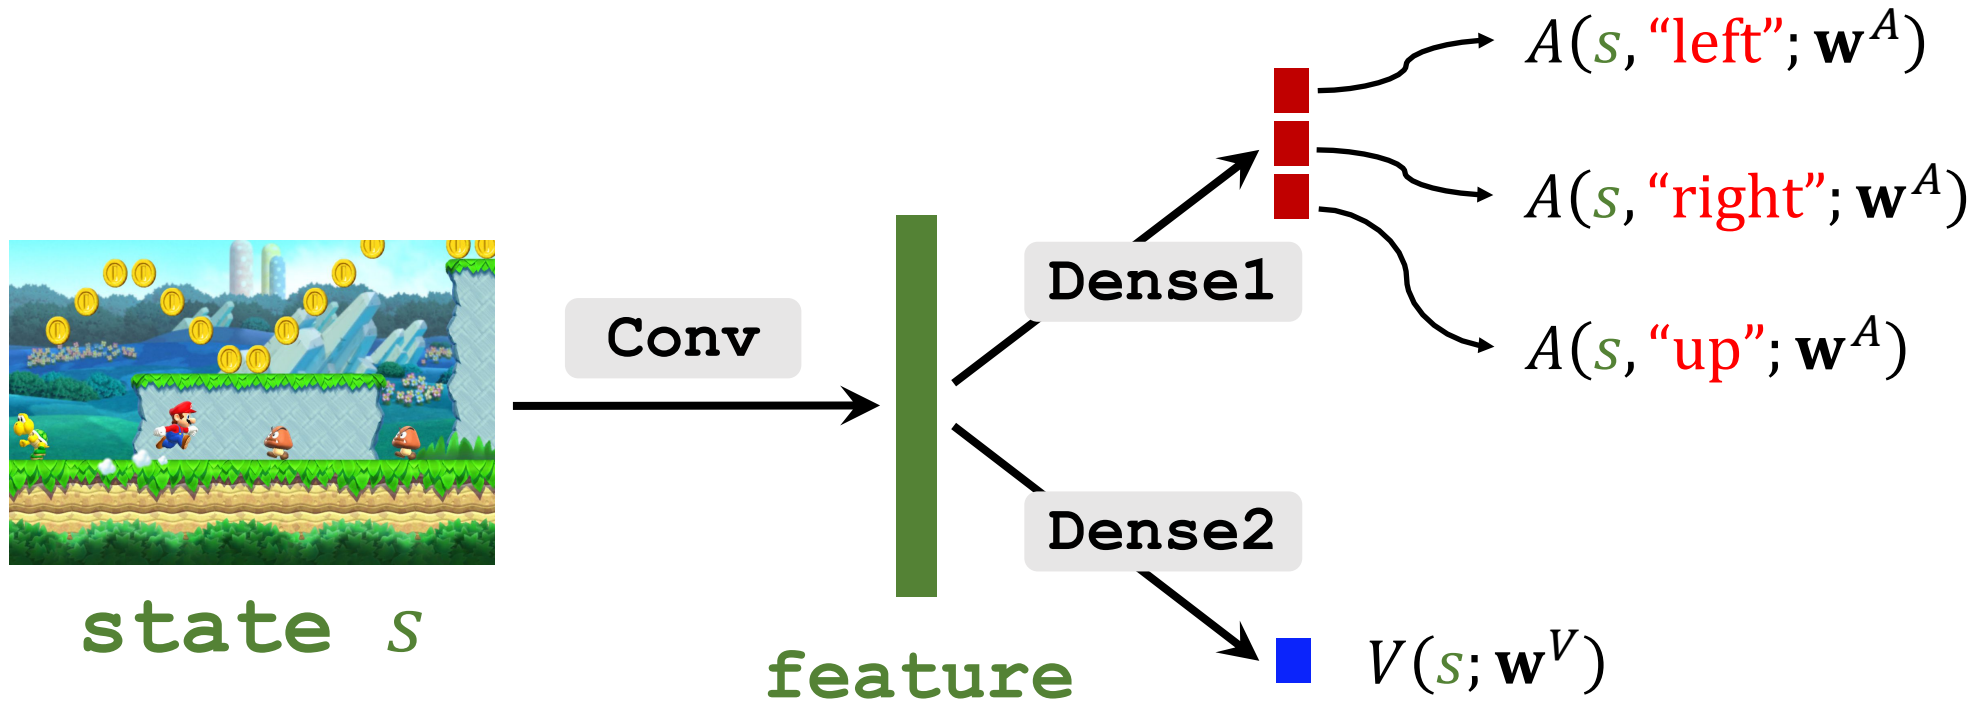 A(s, “left”; w^A)
A(s, “right”; w^A)
A(s, “up”; w^A)
Dense1
Conv
Dense2
state s
feature
V(s; w^V)